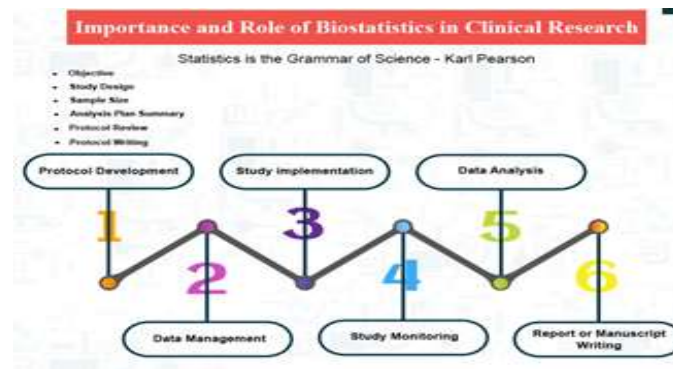 Importance and Role of Biostatistics in Clinical Research
Statistics is the Grammar of Science - Karl Pearson
• Objective
• Study Design
• Sample Size
• Analysis Plan Summary
• Protocol Review
• Protocol Writing
Protocol Development
Study implementation
Data Analysis
1
3
5
2
4
6
Data Management
Study Monitoring
Report or Manuscript
Writing